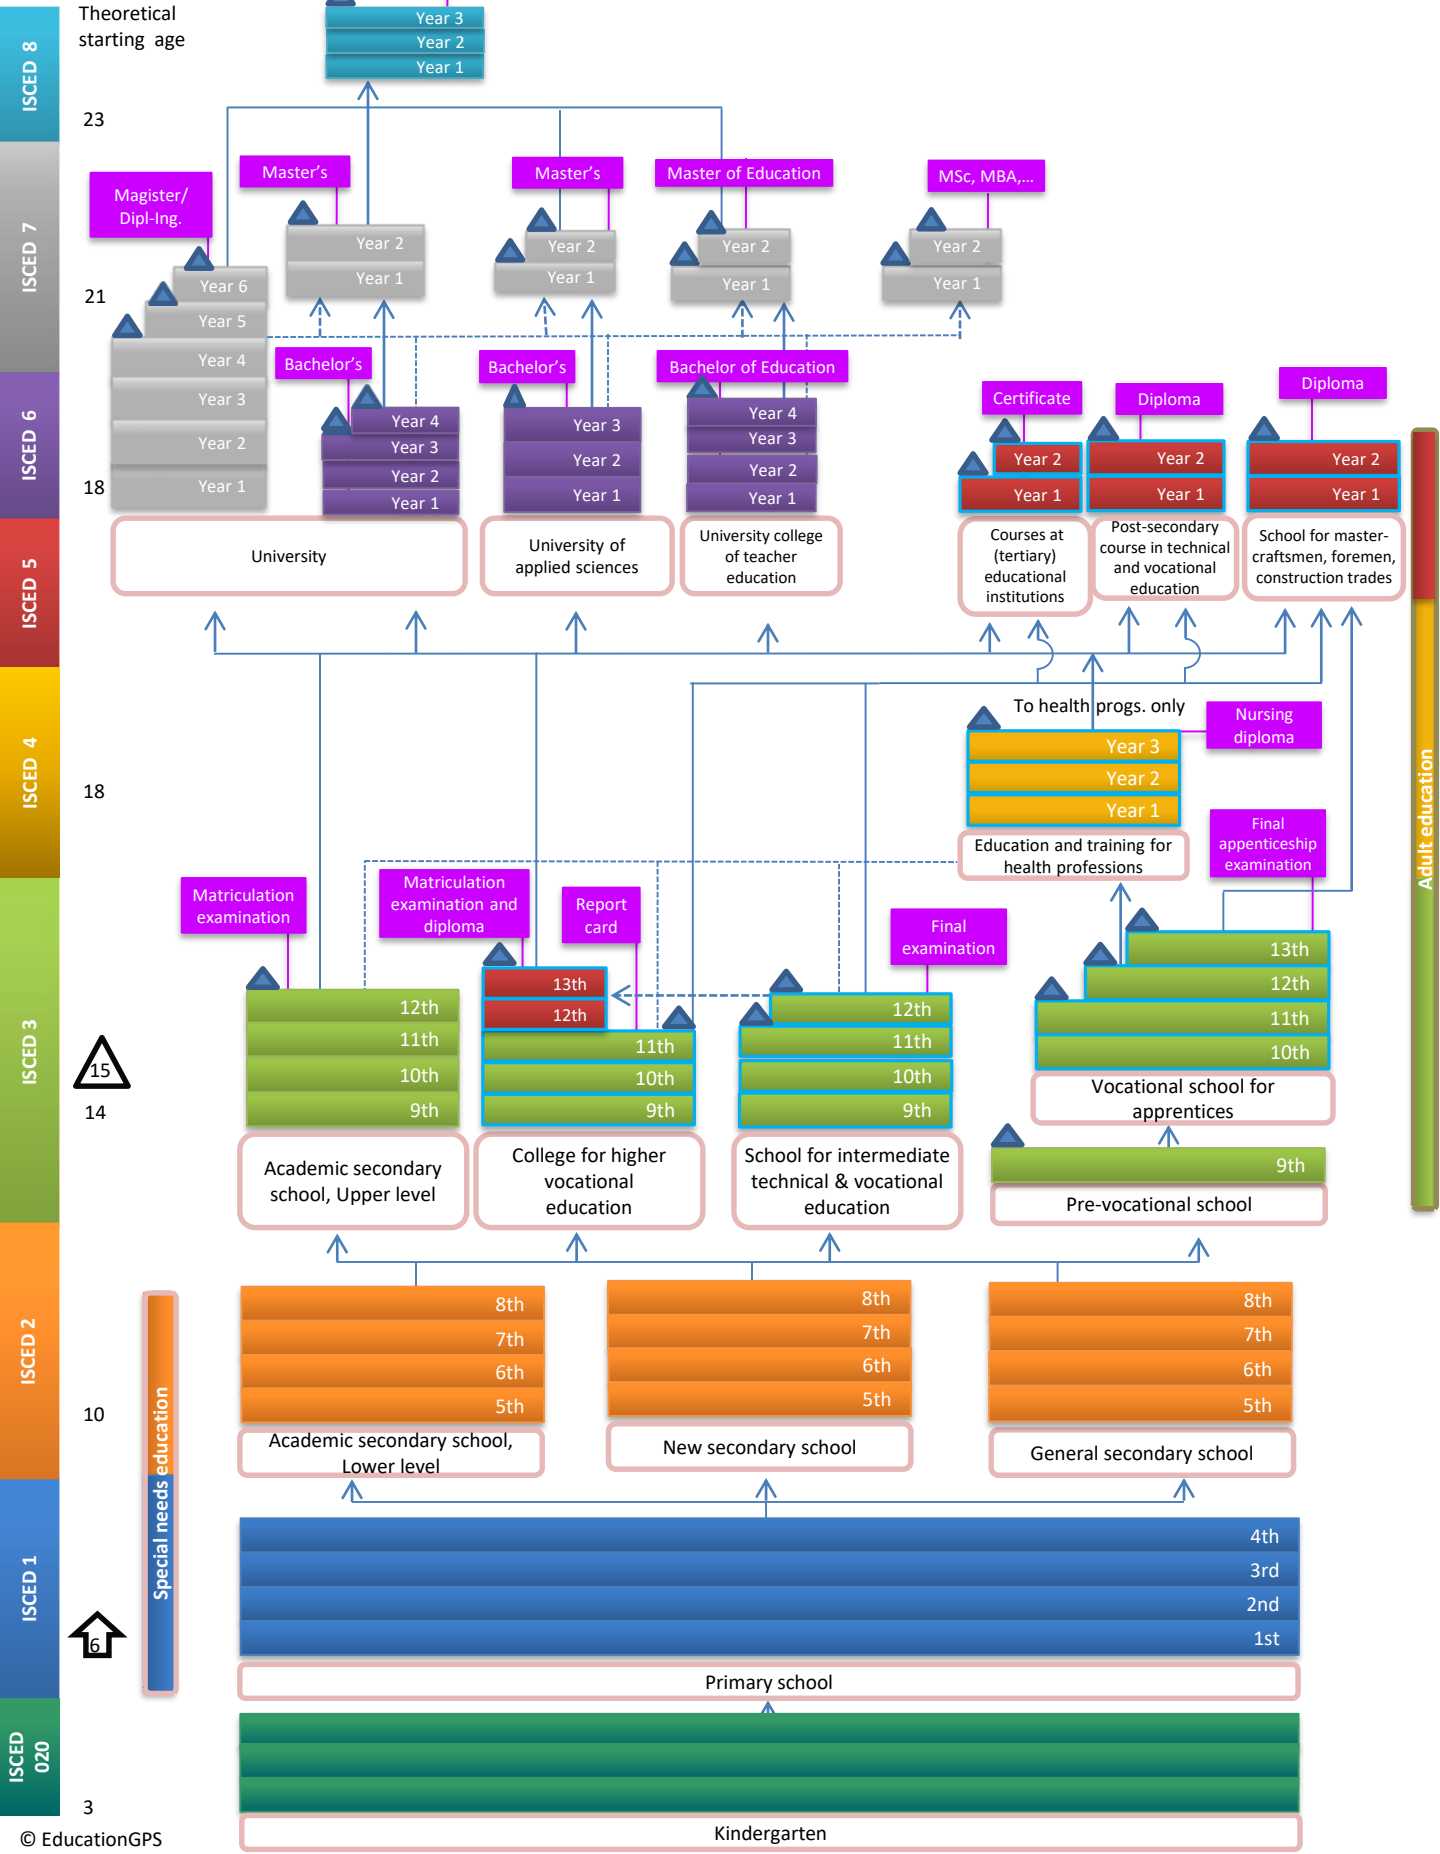 Theoretical
starting age
ISCED 8
Year 3
Year 2
Year 1
23
ISCED 7
Magister/
Dipl-Ing.
Master's
Master's
Master of Education
MSc, MBA,...
Year 6
Year 5
Year 4
Year 3
Year 2
Year 1
Year 2
Year 1
Year 2
Year 1
Year 2
Year 1
Year 2
Year 1
21
ISCED 6
Bachelor's
Year 4
Year 3
Year 2
Year 1
Bachelor's
Year 3
Year 2
Year 1
Bachelor of Education
Year 4
Year 3
Year 2
Year 1
Certificate
Year 2
Year 1
Diploma
Year 2
Year 1
Diploma
Year 2
Year 1
18
ISCED 5
University
University of
applied sciences
University college
of teacher
education
Courses at
(tertiary)
educational
institutions
Post-secondary
course in technical
and vocational
education
School for master-
craftsmen, foremen,
construction trades
ISCED 4
To health progs. only
Nursing
diploma
Year 3
Year 2
Year 1
18
Education and training for
health professions
Final
apprenticeship
examination
Adult education
ISCED 3
Matriculation
examination
12th
11th
10th
9th
Matriculation
examination and
diploma
Report
card
13th
12th
11th
10th
9th
Final
examination
12th
11th
10th
9th
13th
12th
11th
10th
15
14
Vocational school for
apprentices
9th
Pre-vocational school
Academic secondary
school, Upper level
College for higher
vocational
education
School for intermediate
technical & vocational
education
ISCED 2
8th
7th
6th
5th
8th
7th
6th
5th
8th
7th
6th
5th
10
Academic secondary school,
Lower level
New secondary school
General secondary school
Special needs education
ISCED 1
4th
3rd
2nd
1st
6
Primary school
ISCED
020
3
Kindergarten
© EducationGPS